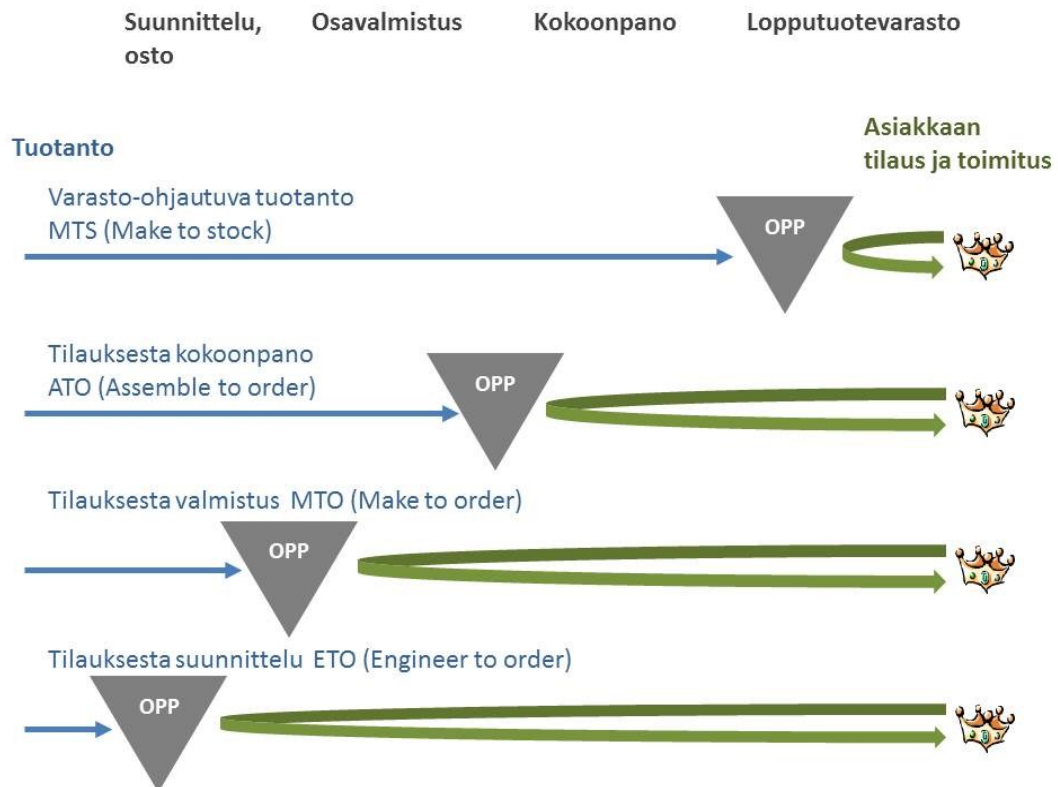 Suunnittelu,
osto
Osavalmistus
Kokoonpano
Lopputuotevarasto
Asiakkaan
tilaus ja toimitus
Tuotanto
Varasto-ohjautuva tuotanto
MTS (Make to stock)
OPP
Tilauksesta kokoonpano
ATO (Assemble to order)
OPP
Tilauksesta valmistus MTO (Make to order)
OPP
Tilauksesta suunnittelu ETO (Engineer to order)
OPP